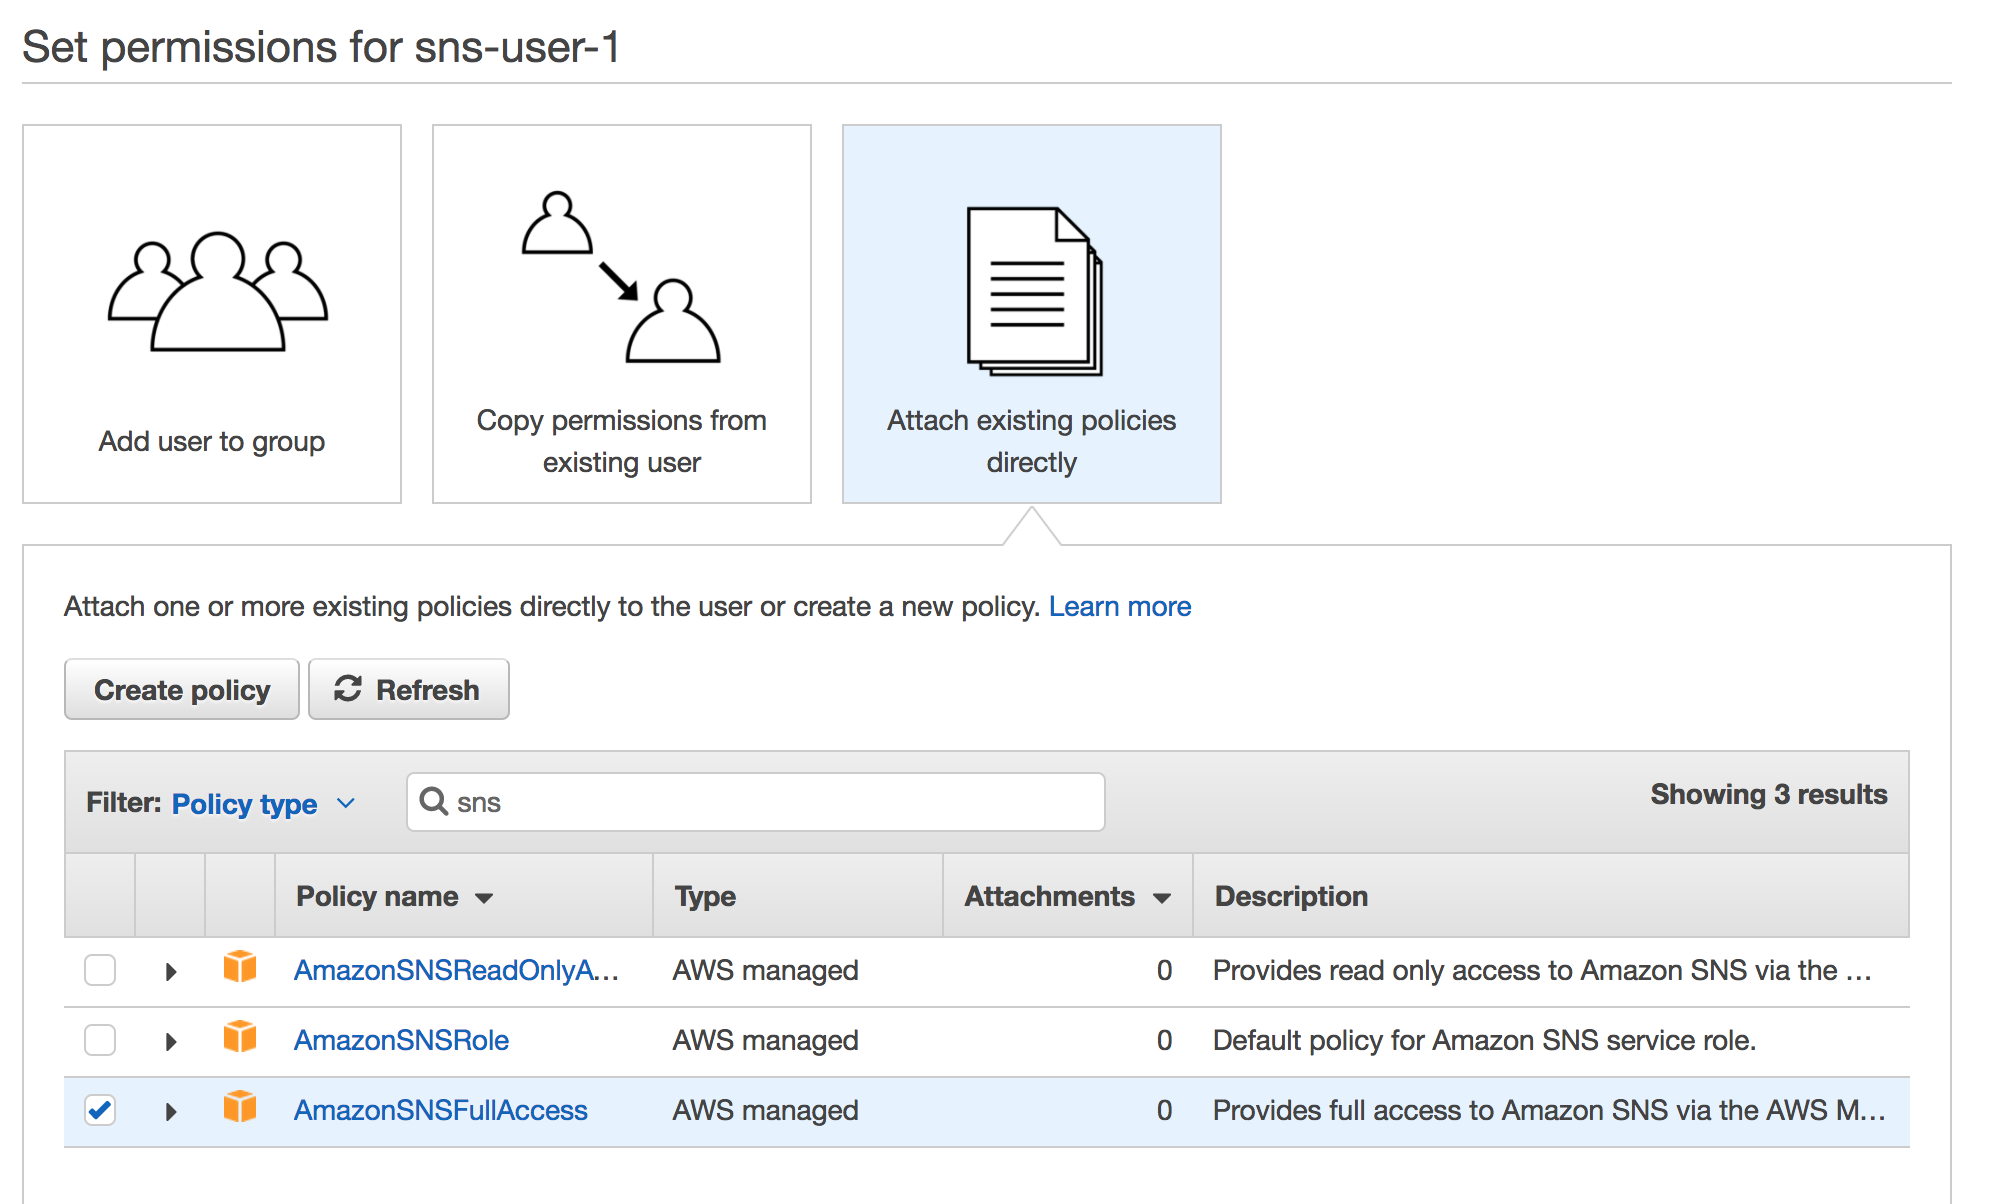 Set permissions for sns-user-1
Add user to group
Copy permissions from
existing user
Attach existing policies
directly
Attach one or more existing policies directly to the user or create a new policy. Learn more
Create policy Refresh
Filter: Policy type sns Showing 3 results
Policy name Type Attachments Description
AmazonSNSReadOnlyA... AWS managed 0 Provides read only access to Amazon SNS via the ...
AmazonSNSRole AWS managed 0 Default policy for Amazon SNS service role.
AmazonSNSFullAccess AWS managed 0 Provides full access to Amazon SNS via the AWS M...